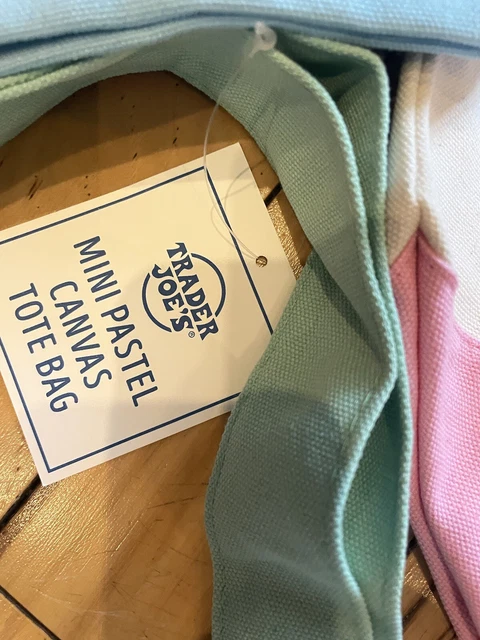 TRADER
JOE'S®
MINI PASTEL
CANVAS
TOTE BAG